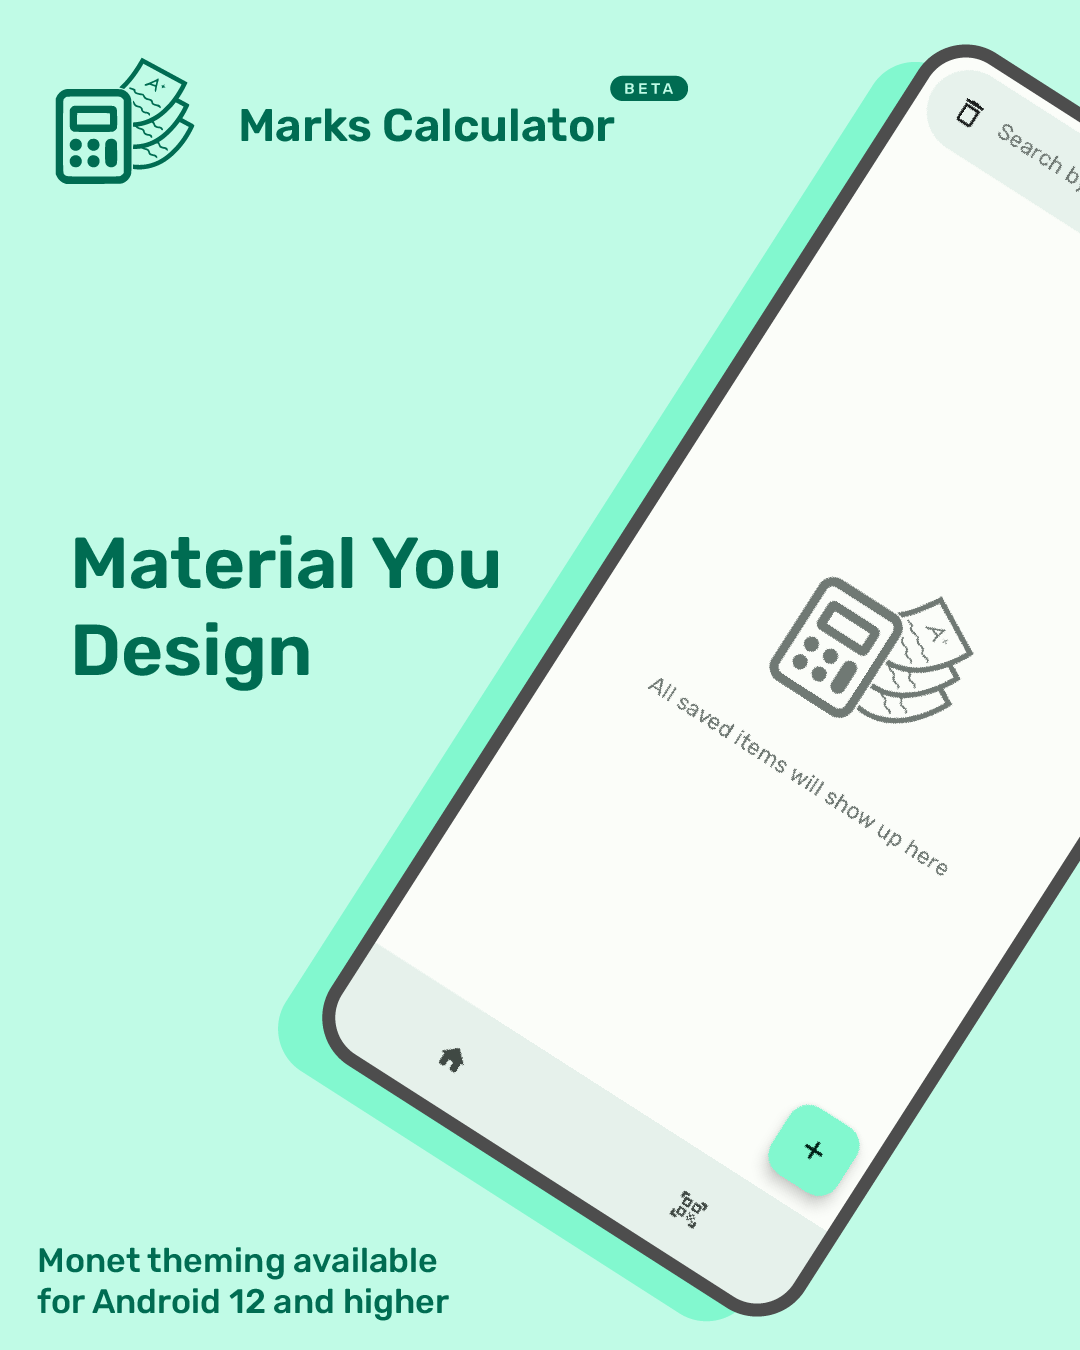 BETA
Marks Calculator
Search by
Material You
Design
A+
All saved items will show up here
Monet theming available
for Android 12 and higher